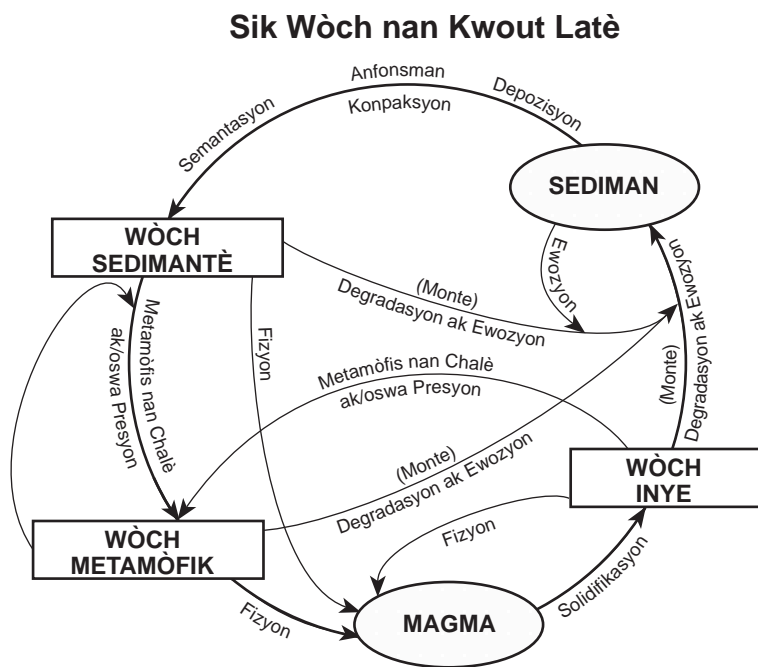 Sik Wòch nan Kwout Latè
Anfonsman
Konpaksyon
Depozisyon
Semantasyon
SEDIMAN
WÒCH
SEDIMANTÈ
Ewozyon
(Monte)
Degradasyon ak Ewozyon
(Monte)
Degradasyon ak Ewozyon
Metamòfis nan Chalè
ak/oswa Presyon
Fizyon
Metamòfis nan Chalè
ak/oswa Presyon
(Monte)
Degradasyon ak Ewozyon
WÒCH
INYE
WÒCH
METAMÒFIK
Fizyon
Fizyon
MAGMA
Solidifikasyon